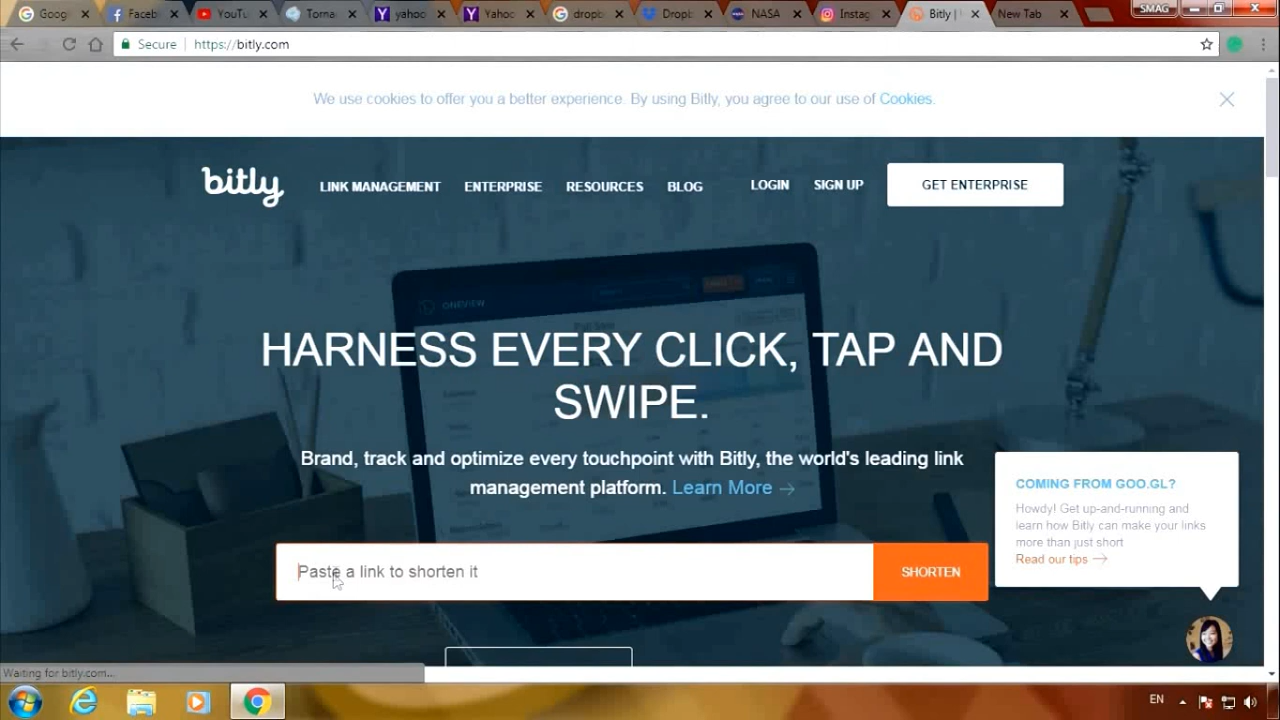 Goog
Faceb
YouTu
Torna
yahoo
Yahoo
dropb
Dropb
NASA
Instag
Bitly |
New Tab
SMAG
Secure
https://bitly.com
We use cookies to offer you a better experience. By using Bitly, you agree to our use of Cookies.
bitly
LINK MANAGEMENT
ENTERPRISE
RESOURCES
BLOG
LOGIN
SIGN UP
GET ENTERPRISE
ONEVIEW
HARNESS EVERY CLICK, TAP AND
SWIPE.
Brand, track and optimize every touchpoint with Bitly, the world's leading link
management platform. Learn More →
Paste a link to shorten it
SHORTEN
COMING FROM GOO.GL?
Howdy! Get up-and-running and
learn how Bitly can make your links
more than just short
Read our tips →
Waiting for bitly.com...
EN